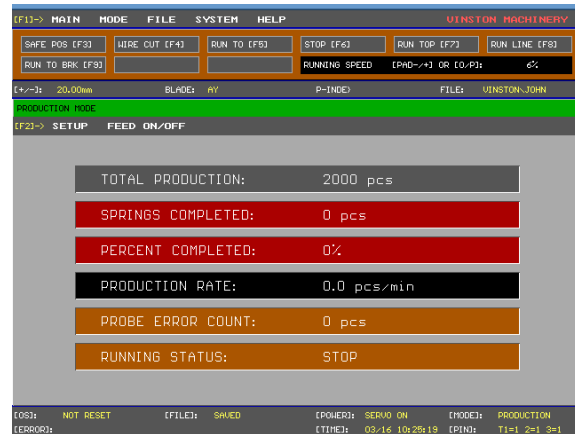 [F1]-> MAIN MODE FILE SYSTEM HELP VINSTON MACHINERY
SAFE POS [F3] WIRE CUT [F4] RUN TO [F5] STOP [F6] RUN TOP [F7] RUN LINE [F8]
RUN TO BRK [F9] RUNNING SPEED [PAD-/+] OR [O/P]: 6%
[+/-]: 20.00mm BLADE: AY P-INDE> FILE: VINSTON\JOHN
PRODUCTION MODE
[F2]-> SETUP FEED ON/OFF
TOTAL PRODUCTION: 2000 pcs
SPRINGS COMPLETED: 0 pcs
PERCENT COMPLETED: 0%
PRODUCTION RATE: 0.0 pcs/min
PROBE ERROR COUNT: 0 pcs
RUNNING STATUS: STOP
[OS]: NOT RESET [FILE]: SAVED [POWER]: SERVO ON [MODE]: PRODUCTION
[ERROR]: [TIME]: 03/16 10:25:19 [PIN]: T1=1 2=1 3=1